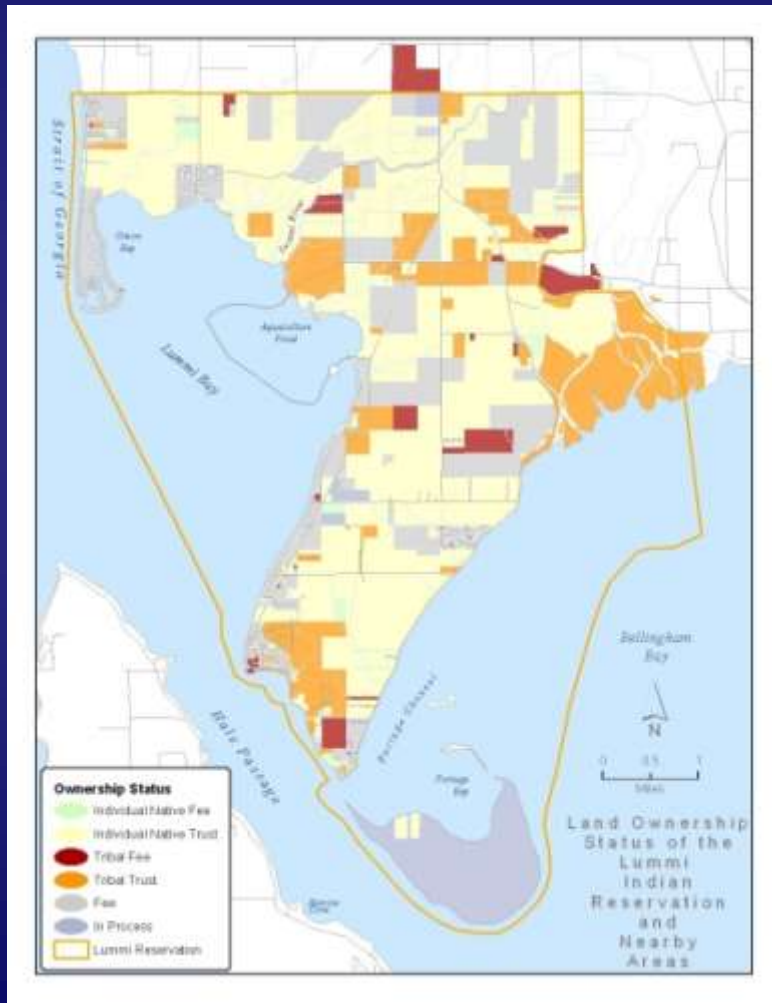 Strait of Georgia
Lummi Bay
Aquaculture
Pond
Bellingham
Bay
N
0 0.5 1
Miles
Hale Passage
Portage Channel
Portage
Bay
Ownership Status
Individual Native Fee
Individual Native Trust
Tribal Fee
Tribal Trust
Fee
In Process
Lummi Reservation
Land Ownership
Status of the
Lummi
Indian
Reservation
and
Nearby
Areas